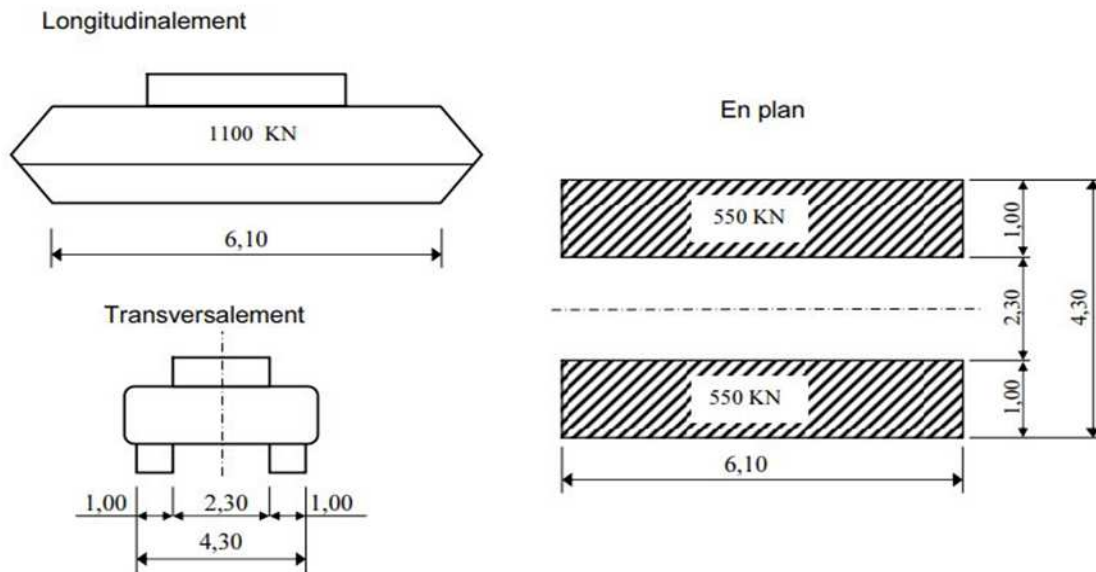 Longitudinalement
1100 KN
6,10
Transversalement
1,00 2,30 1,00
4,30
En plan
550 KN
1,00
2,30
4,30
550 KN
1,00
6,10